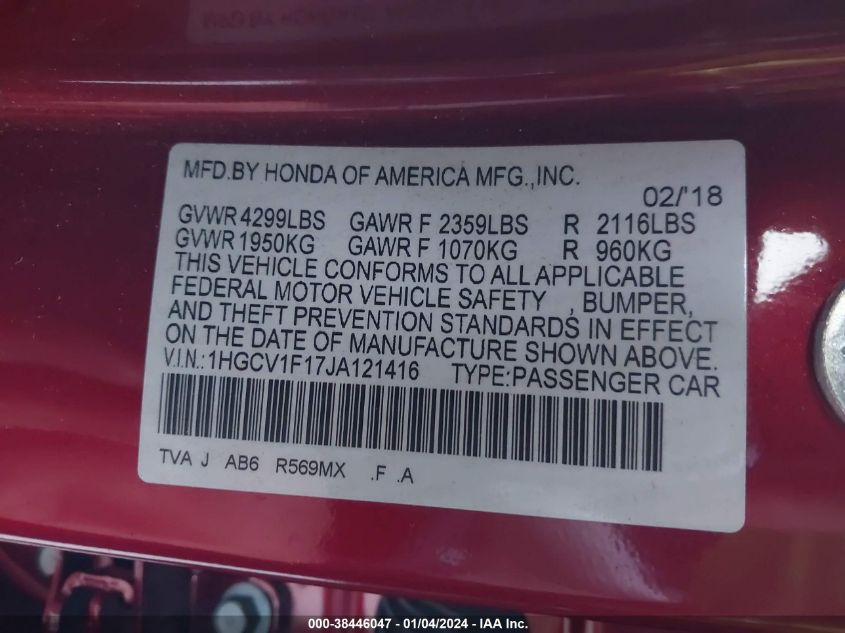 MFD.BY HONDA OF AMERICA MFG.,INC.
02/'18
GVWR 4299LBS GAWR F 2359LBS R 2116LBS
GVWR 1950KG GAWR F 1070KG R 960KG
THIS VEHICLE CONFORMS TO ALL APPLICABLE
FEDERAL MOTOR VEHICLE SAFETY , BUMPER,
AND THEFT PREVENTION STANDARDS IN EFFECT
ON THE DATE OF MANUFACTURE SHOWN ABOVE.
V.I.N.:1HGCV1F17JA121416 TYPE:PASSENGER CAR
TVA J AB6 R569MX .F .A
000-38446047 - 01/04/2024 - IAA Holdings, LLC.